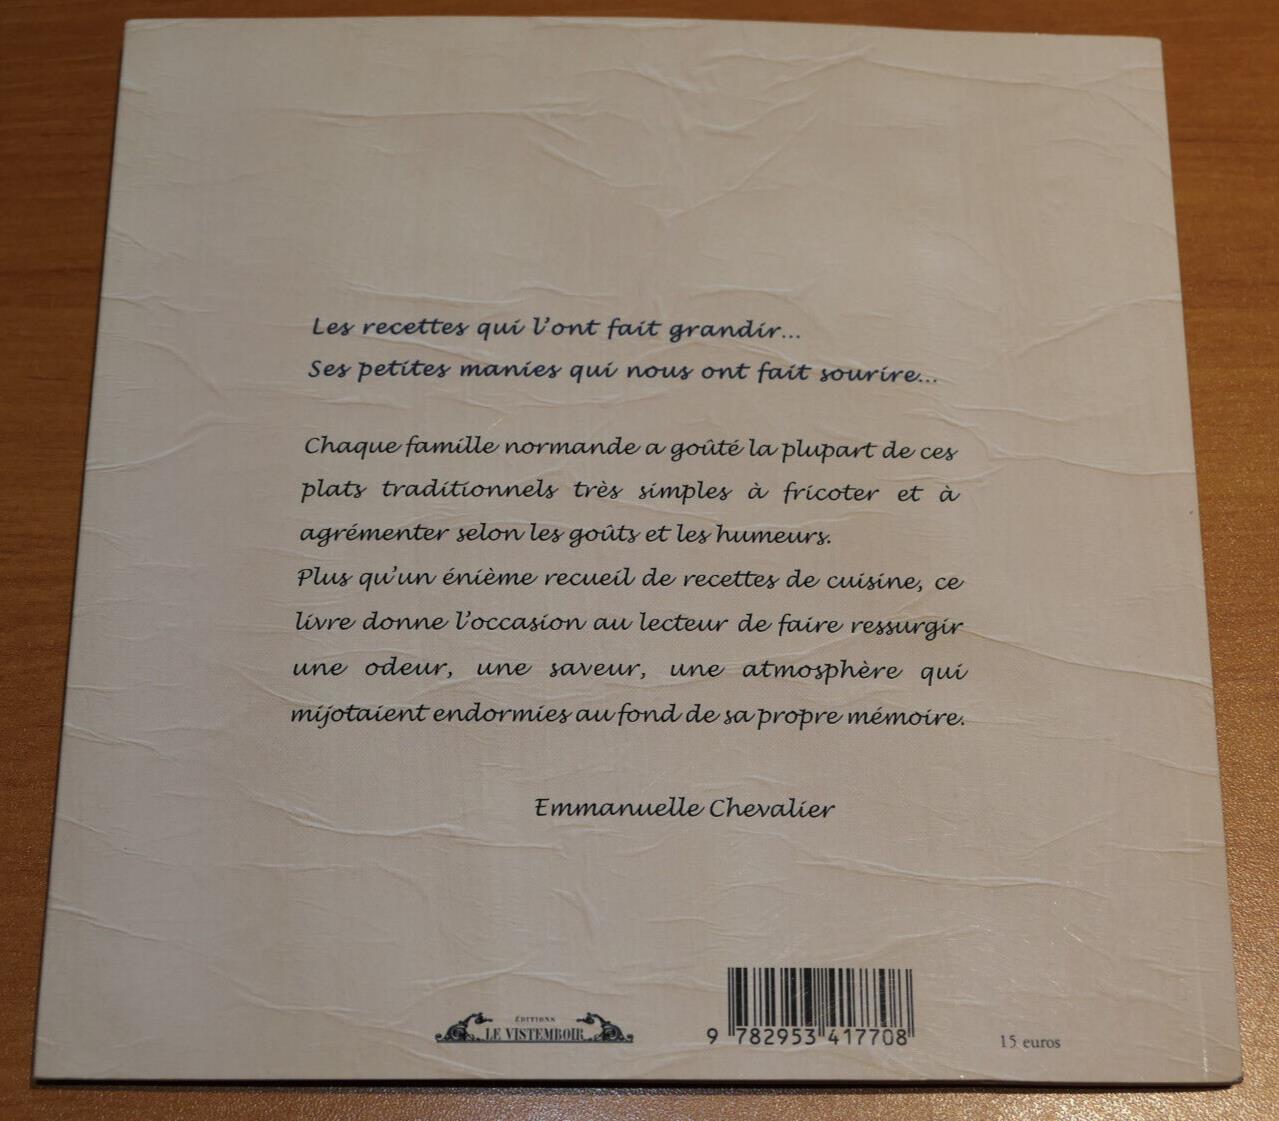 Les recettes qui l'ont fait grandir...
Ses petites manies qui nous ont fait sourire...
Chaque famille normande a goûté la plupart de ces
plats traditionnels très simples à fricoter et à
agrémenter selon les goûts et les humeurs.
Plus qu'un énième recueil de recettes de cuisine, ce
livre donne l'occasion au lecteur de faire ressurgir
une odeur, une saveur, une atmosphère qui
mijotaient endormies au fond de sa propre mémoire.
Emmanuelle Chevalier
ÉDITIONS
LE VISTEMBOIR
9 782953 417708
15 euros